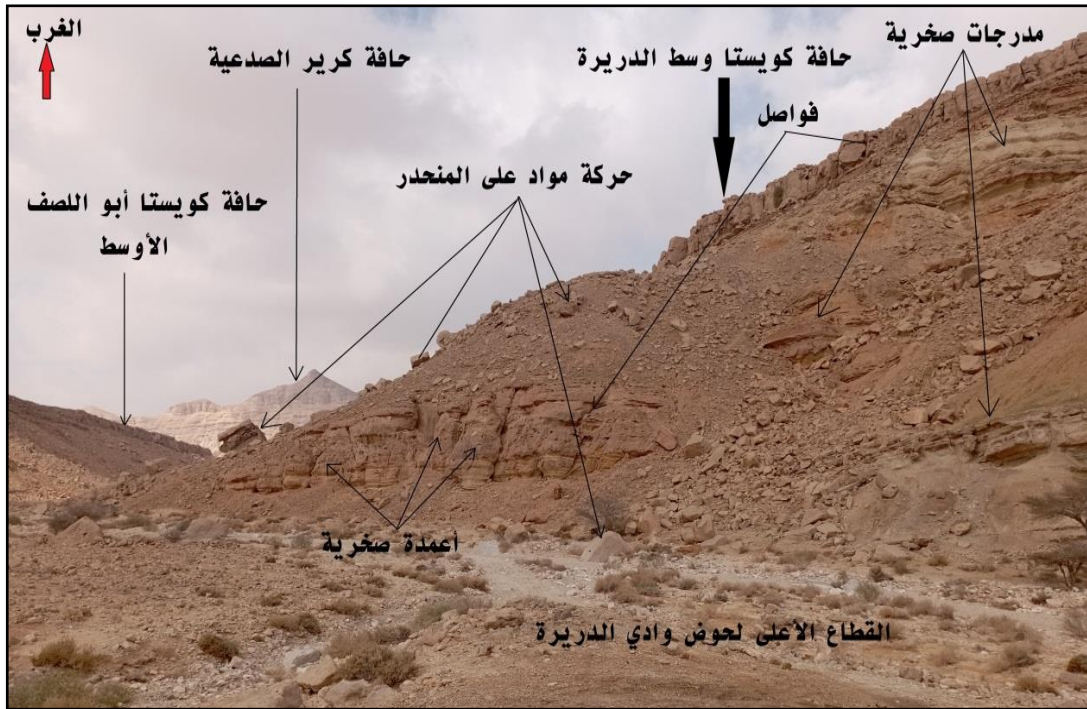 الغرب
مدرجات صخرية
حافة كويستا وسط الدريرة
حافة كرير الصدعية
فواصل
حركة مواد على المنحدر
حافة كويستا أبو اللصف
الأوسط
أعمدة صخرية
القطاع الأعلى لحوض وادي الدريرة